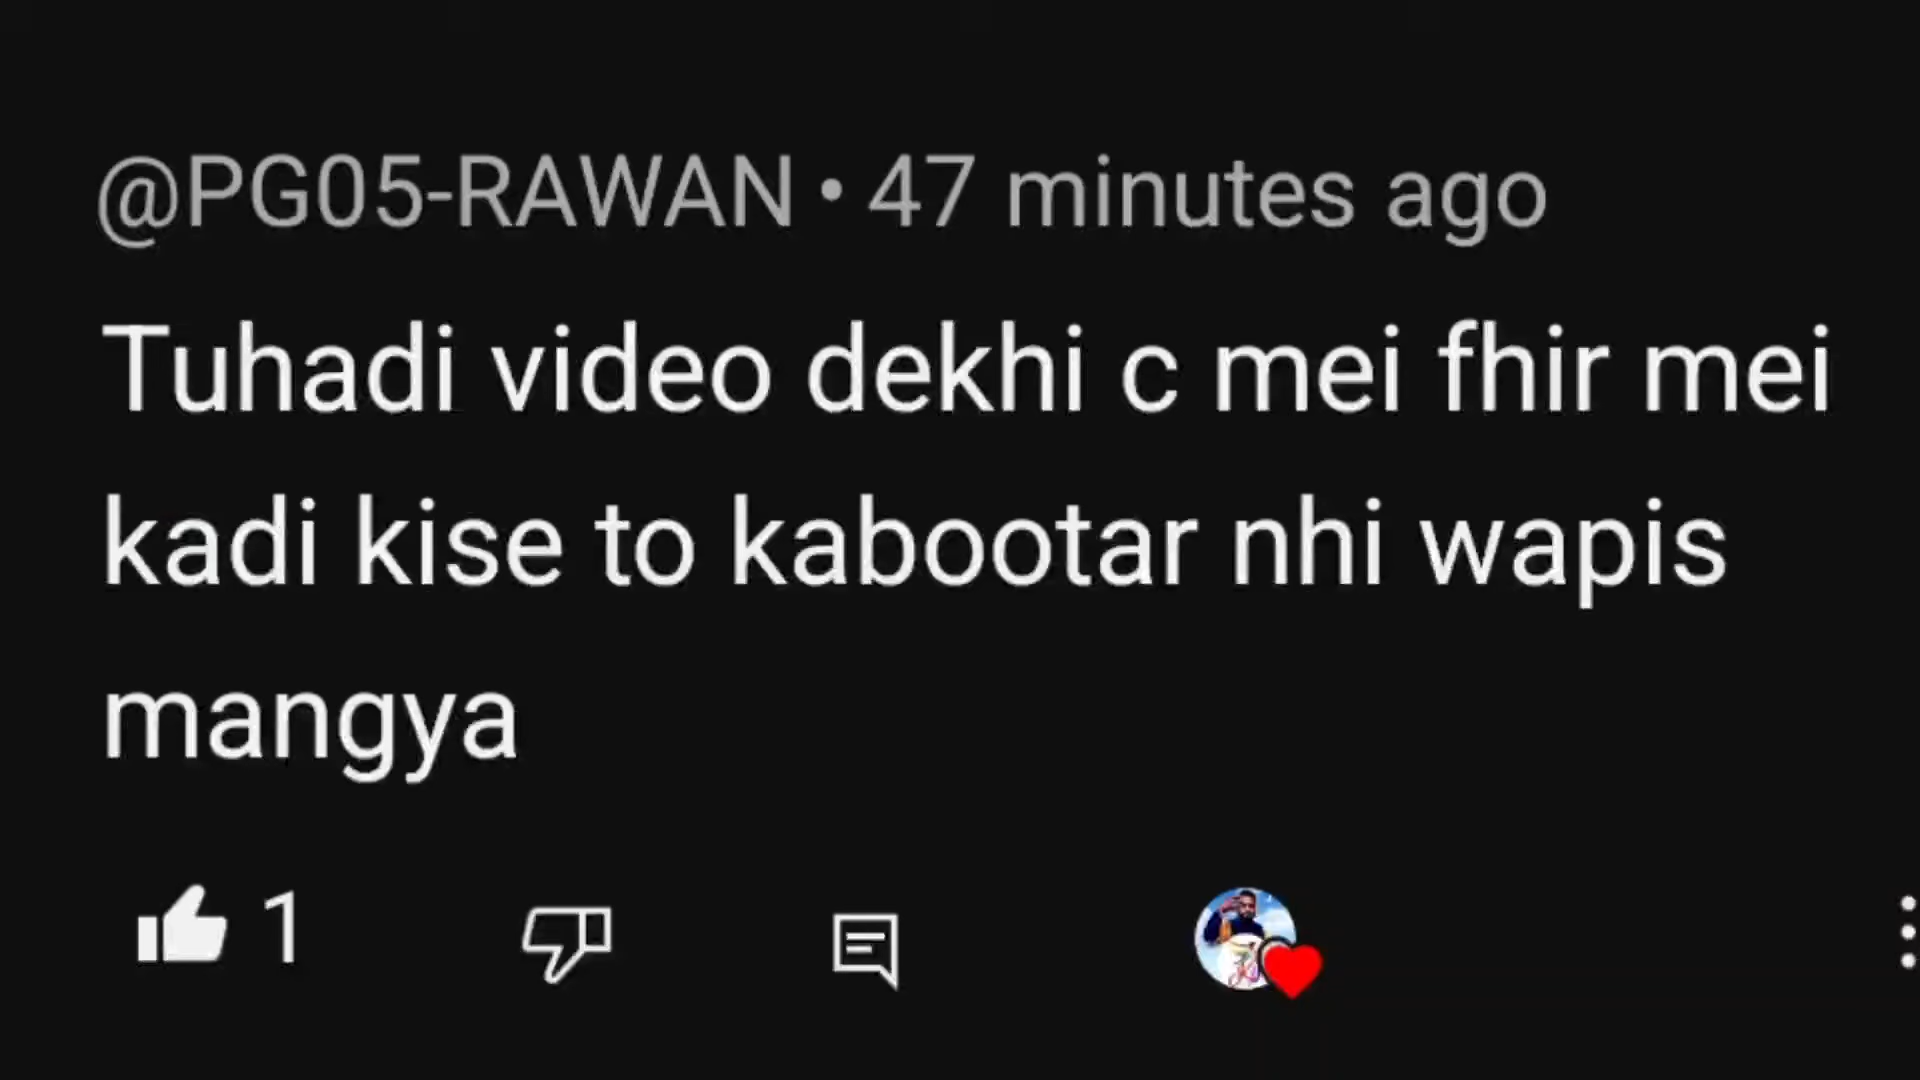 @PG05-RAWAN • 47 minutes ago
Tuhadi video dekhi c mei fhir mei
kadi kise to kabootar nhi wapis
mangya
1